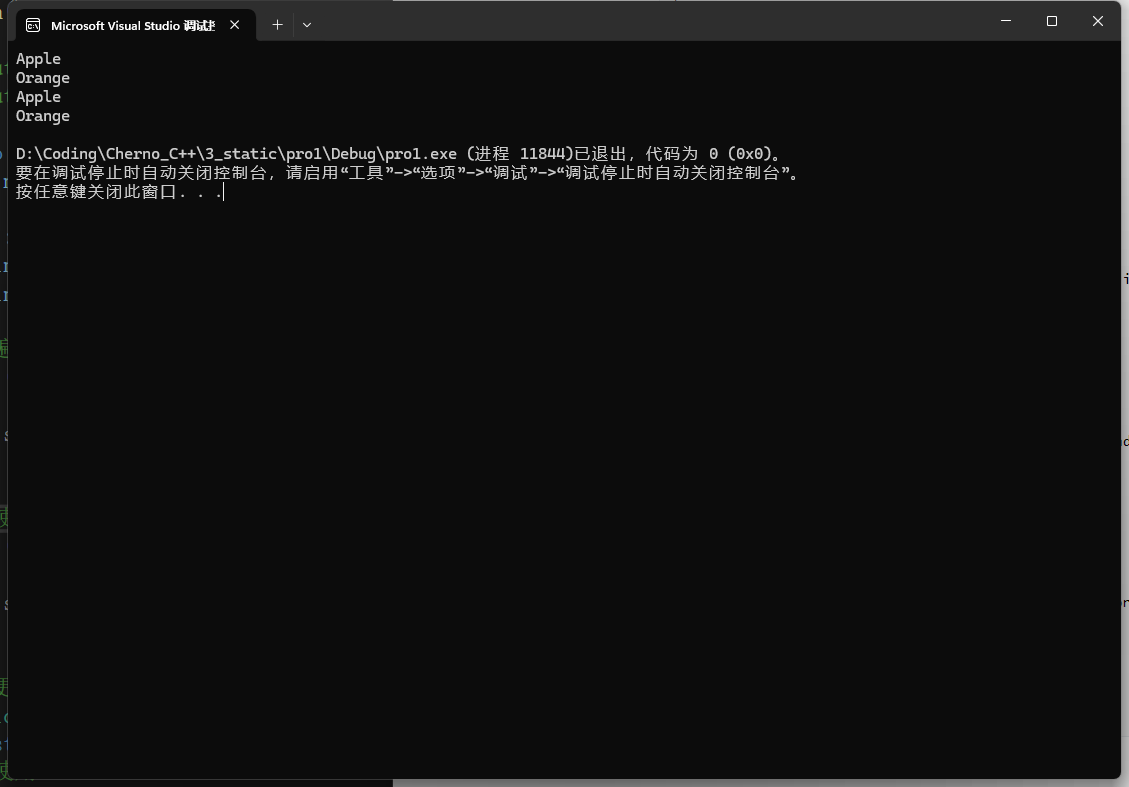 Microsoft Visual Studio 调试控
Apple
Orange
Apple
Orange
D:\Coding\Cherno_C++\3_static\pro1\Debug\pro1.exe (进程 11844)已退出，代码为 0 (0x0)。
要在调试停止时自动关闭控制台，请启用“工具”->“选项”->“调试”->“调试停止时自动关闭控制台”。
按任意键关闭此窗口. . .